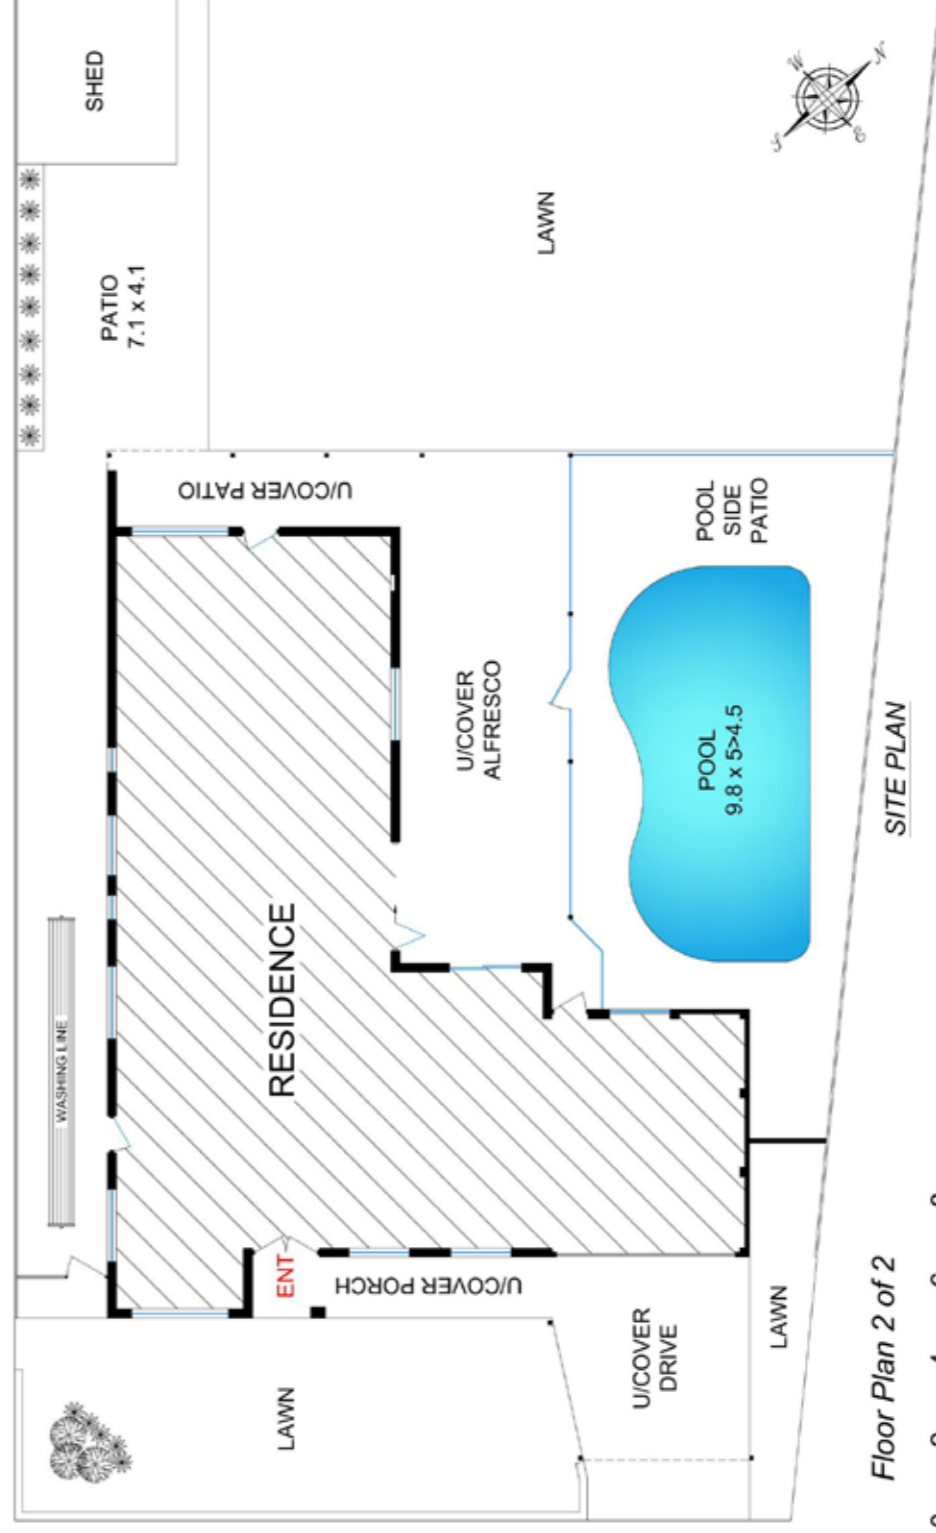 SHED
W
N
S
E
PATIO
7.1 x 4.1
LAWN
U/COVER PATIO
POOL
SIDE
PATIO
U/COVER
ALFRESCO
POOL
9.8 x 5>4.5
SITE PLAN
RESIDENCE
WASHING LINE
ENT
U/COVER PORCH
U/COVER
DRIVE
LAWN
LAWN
Floor Plan 2 of 2